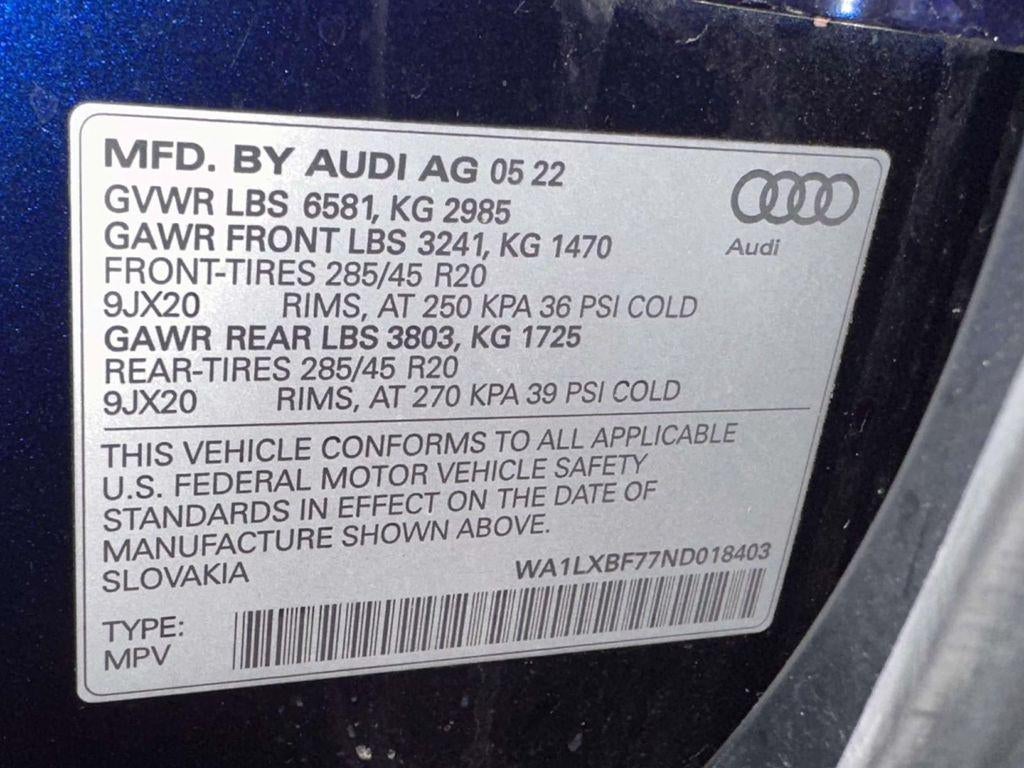 MFD. BY AUDI AG 05 22
GVWR LBS 6581, KG 2985
GAWR FRONT LBS 3241, KG 1470
FRONT-TIRES 285/45 R20
9JX20 RIMS, AT 250 KPA 36 PSI COLD
GAWR REAR LBS 3803, KG 1725
REAR-TIRES 285/45 R20
9JX20 RIMS, AT 270 KPA 39 PSI COLD
Audi
THIS VEHICLE CONFORMS TO ALL APPLICABLE
U.S. FEDERAL MOTOR VEHICLE SAFETY
STANDARDS IN EFFECT ON THE DATE OF
MANUFACTURE SHOWN ABOVE.
SLOVAKIA
WA1LXBF77ND018403
TYPE:
MPV